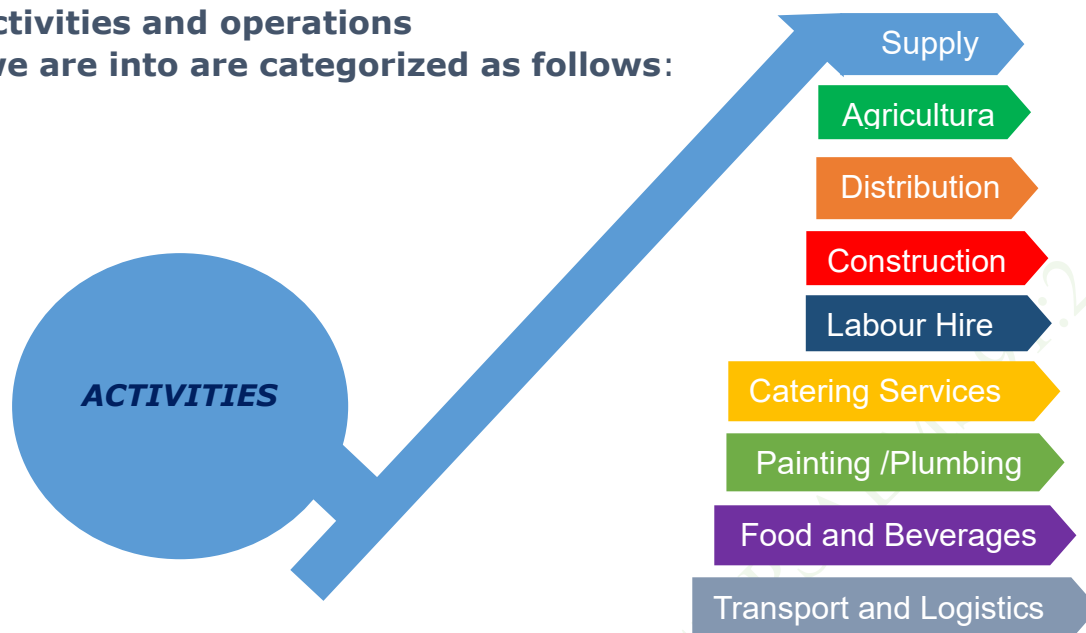 ctivities and operations
we are into are categorized as follows:
Supply
Agricultura
Distribution
Construction
Labour Hire
ACTIVITIES
Catering Services
Painting /Plumbing
Food and Beverages
Transport and Logistics